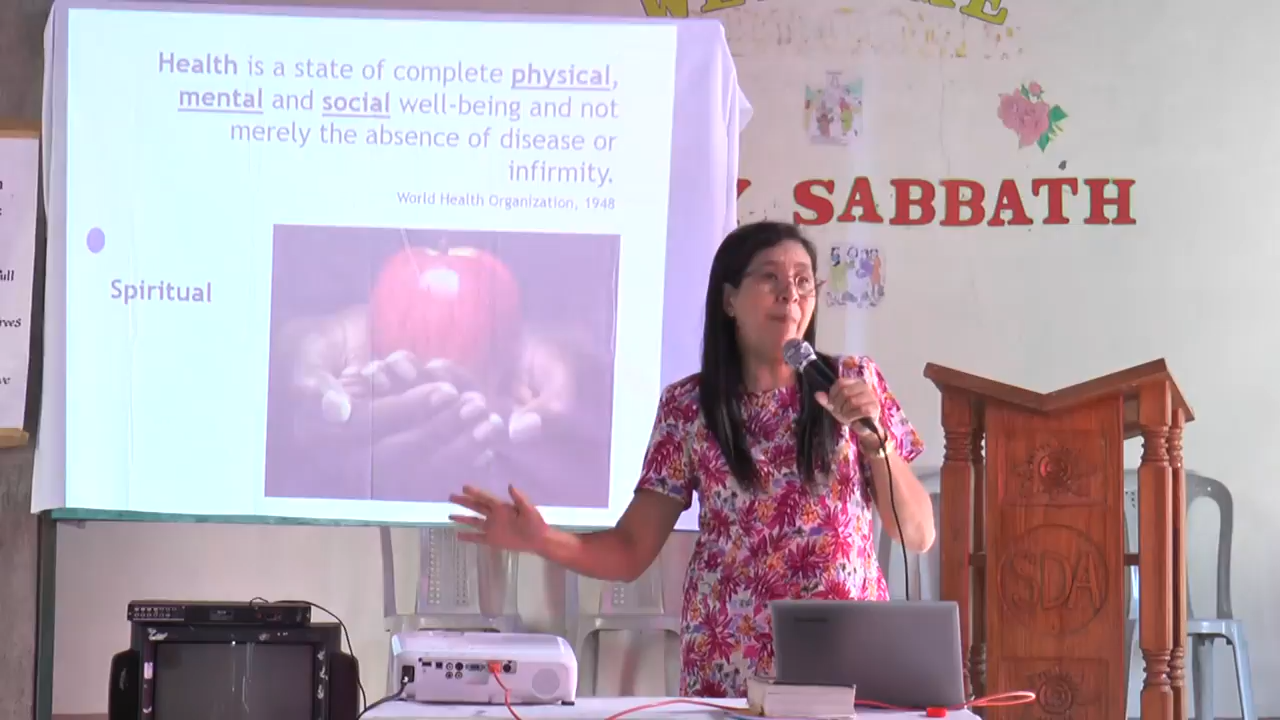 Health is a state of complete physical,
mental and social well-being and not
merely the absence of disease or
infirmity.
World Health Organization, 1948
Spiritual
SABBATH
SDA